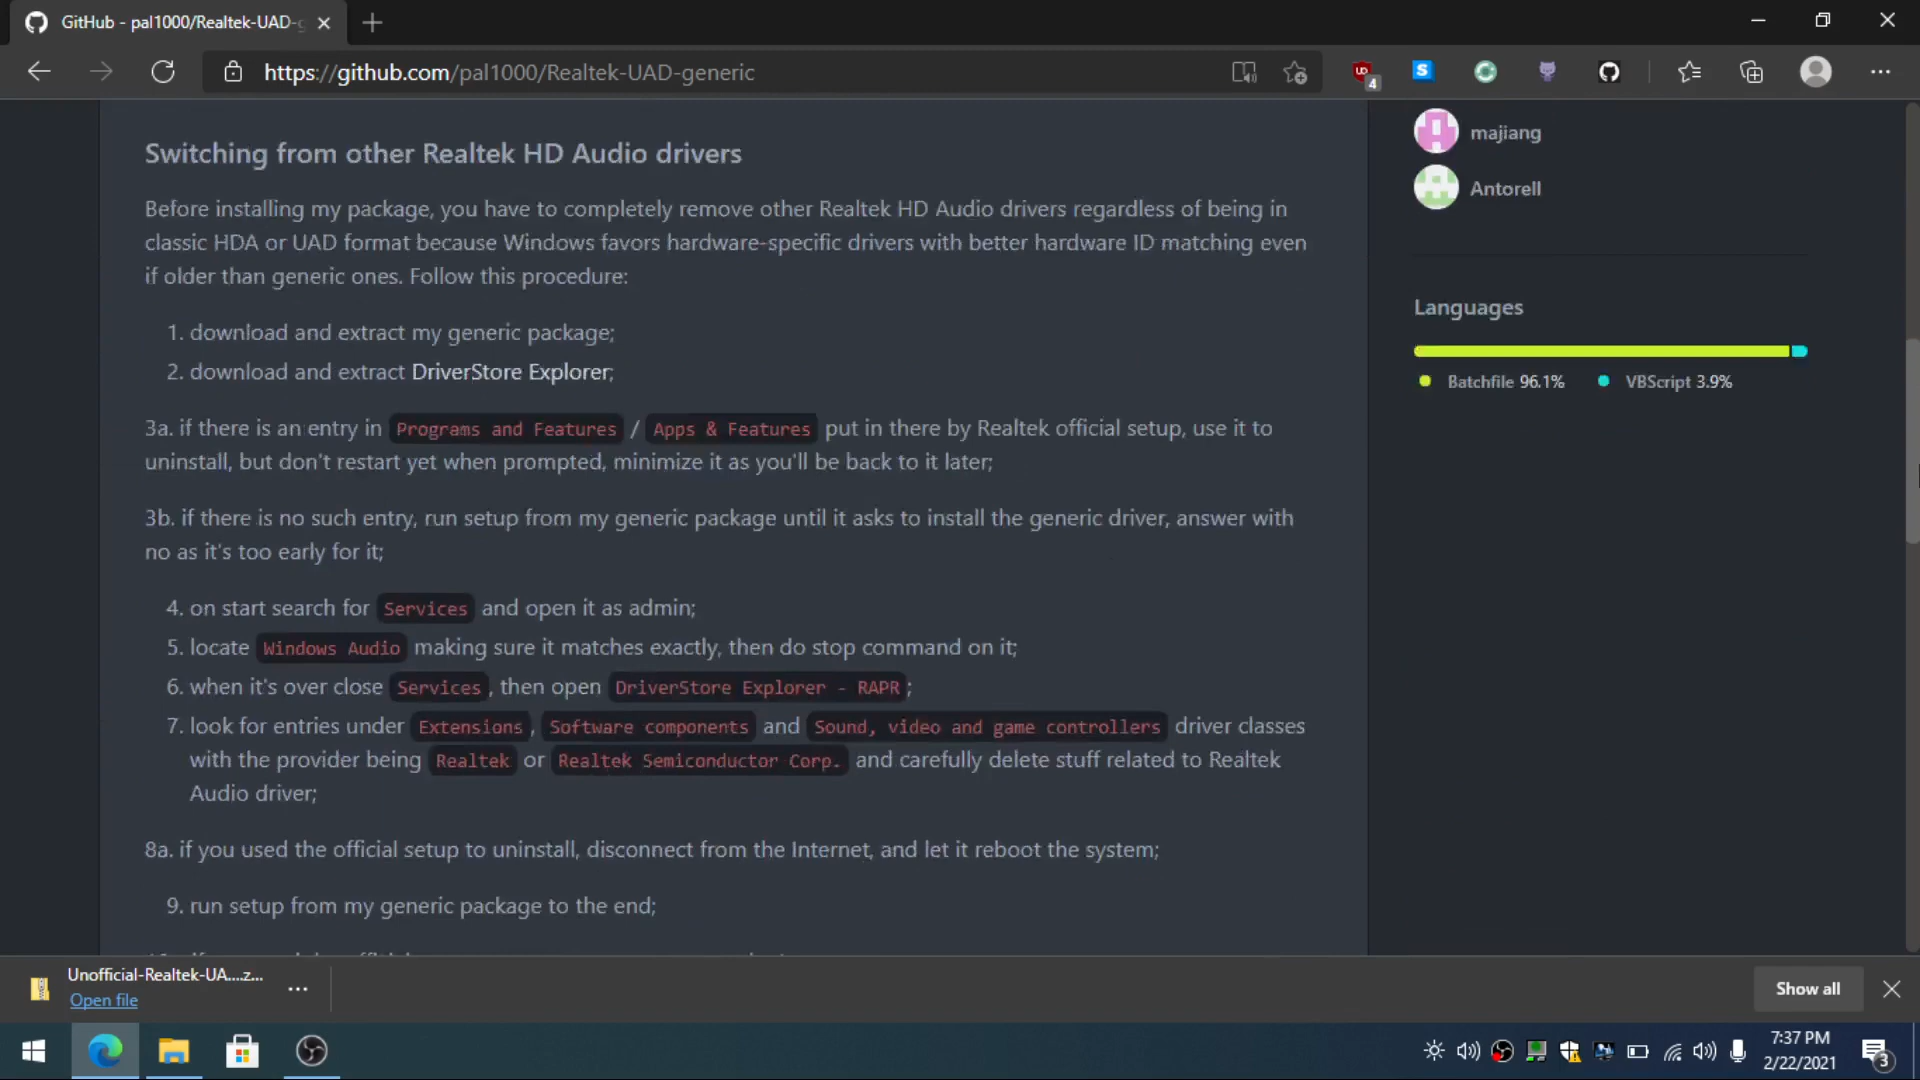 GitHub - pal1000/Realtek-UAD-g
https://github.com/pal1000/Realtek-UAD-generic
4
Switching from other Realtek HD Audio drivers
Before installing my package, you have to completely remove other Realtek HD Audio drivers regardless of being in
classic HDA or UAD format because Windows favors hardware-specific drivers with better hardware ID matching even
if older than generic ones. Follow this procedure:
1. download and extract my generic package;
2. download and extract DriverStore Explorer;
3a. if there is an entry in Programs and Features / Apps & Features put in there by Realtek official setup, use it to
uninstall, but don't restart yet when prompted, minimize it as you'll be back to it later;
3b. if there is no such entry, run setup from my generic package until it asks to install the generic driver, answer with
no as it's too early for it;
4. on start search for Services and open it as admin;
5. locate Windows Audio making sure it matches exactly, then do stop command on it;
6. when it's over close Services, then open DriverStore Explorer - RAPR;
7. look for entries under Extensions, Software components and Sound, video and game controllers driver classes
with the provider being Realtek or Realtek Semiconductor Corp. and carefully delete stuff related to Realtek
Audio driver;
8a. if you used the official setup to uninstall, disconnect from the Internet, and let it reboot the system;
9. run setup from my generic package to the end;
majiang
Antorell
Languages
Batchfile 96.1% VBScript 3.9%
Unofficial-Realtek-UA....z...
Open file
Show all
7:37 PM
2/22/2021
3